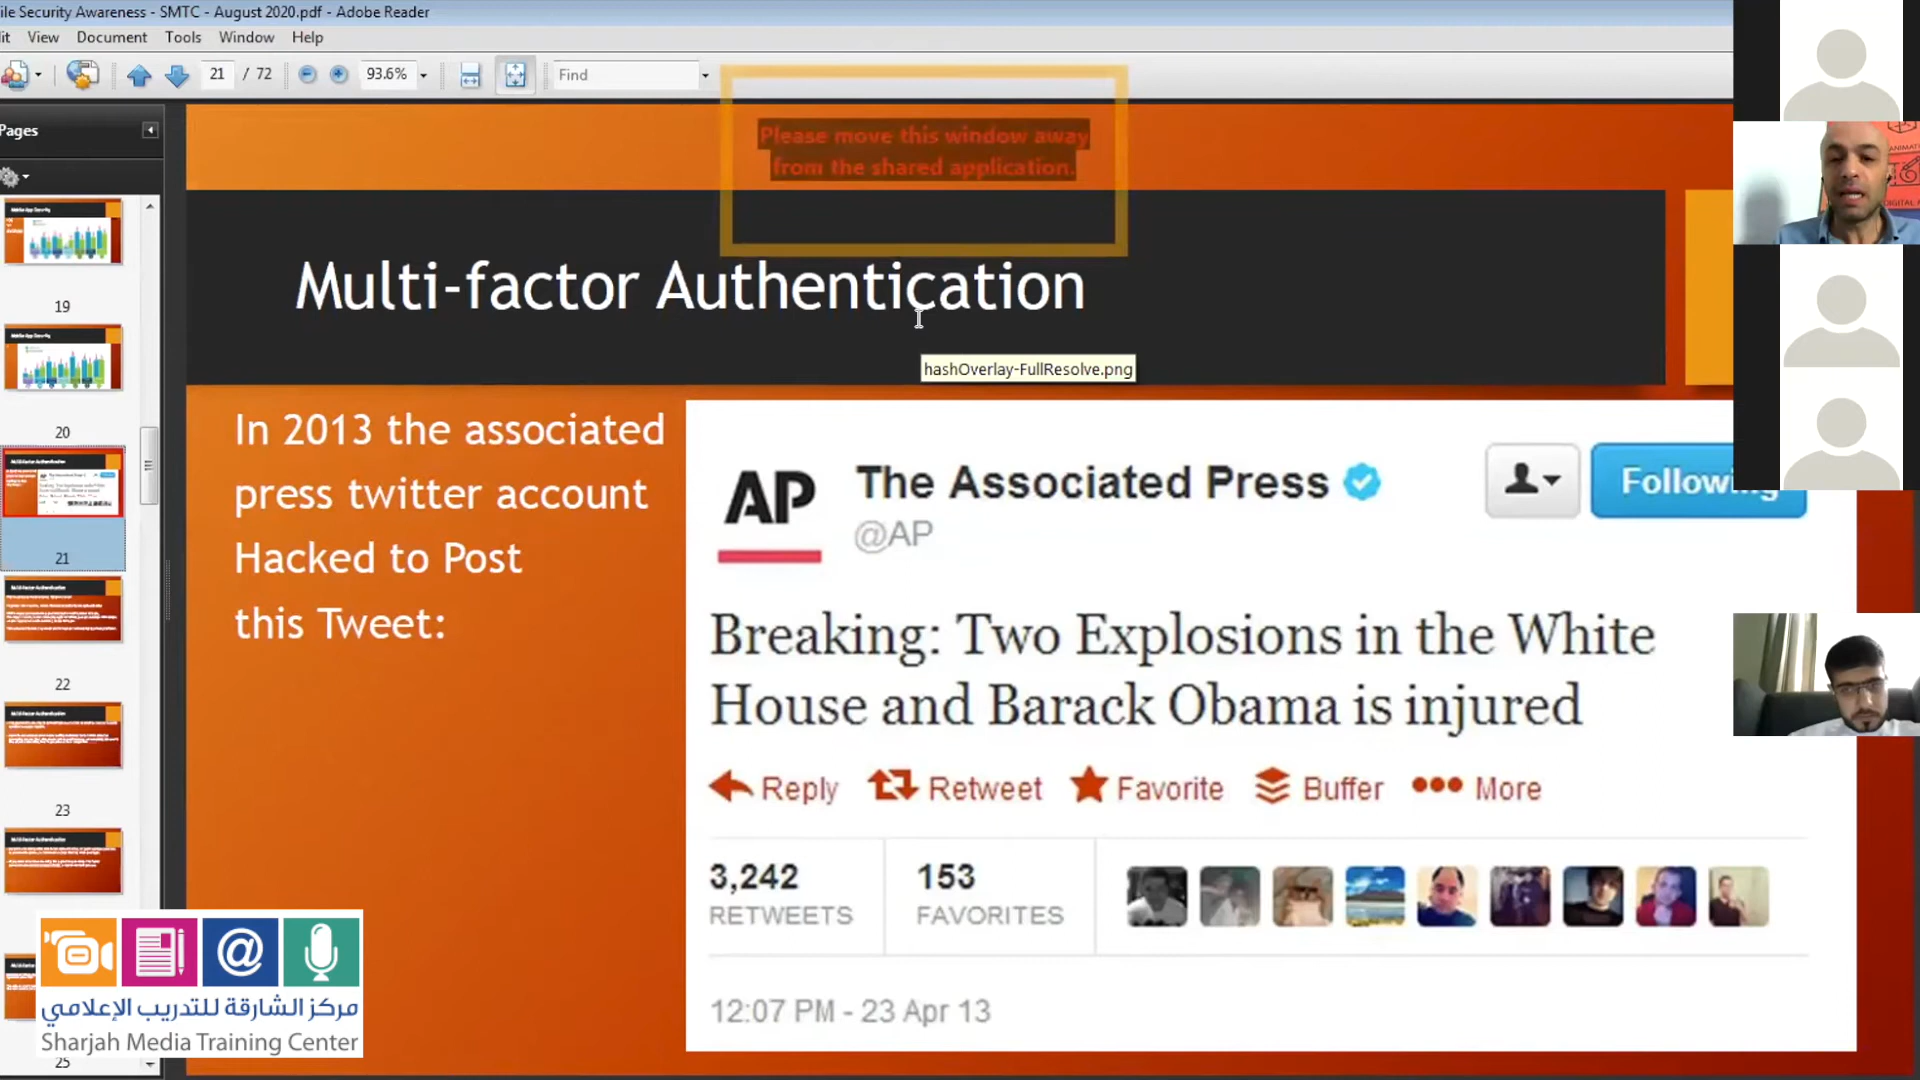 ile Security Awareness - SMTC - August 2020.pdf - Adobe Reader
it View Document Tools Window Help
21 / 72 93.6% Find
Please move this window away
from the shared application.
Pages
19
20
21
22
23
25
Multi-factor Authentication
hashOverlay-FullResolve.png
In 2013 the associated
press twitter account
Hacked to Post
this Tweet:
AP
The Associated Press
@AP
Following
Breaking: Two Explosions in the White
House and Barack Obama is injured
Reply Retweet Favorite Buffer More
3,242 153
RETWEETS FAVORITES
12:07 PM - 23 Apr 13
مركز الشارقة للتدريب الإعلامي
Sharjah Media Training Center